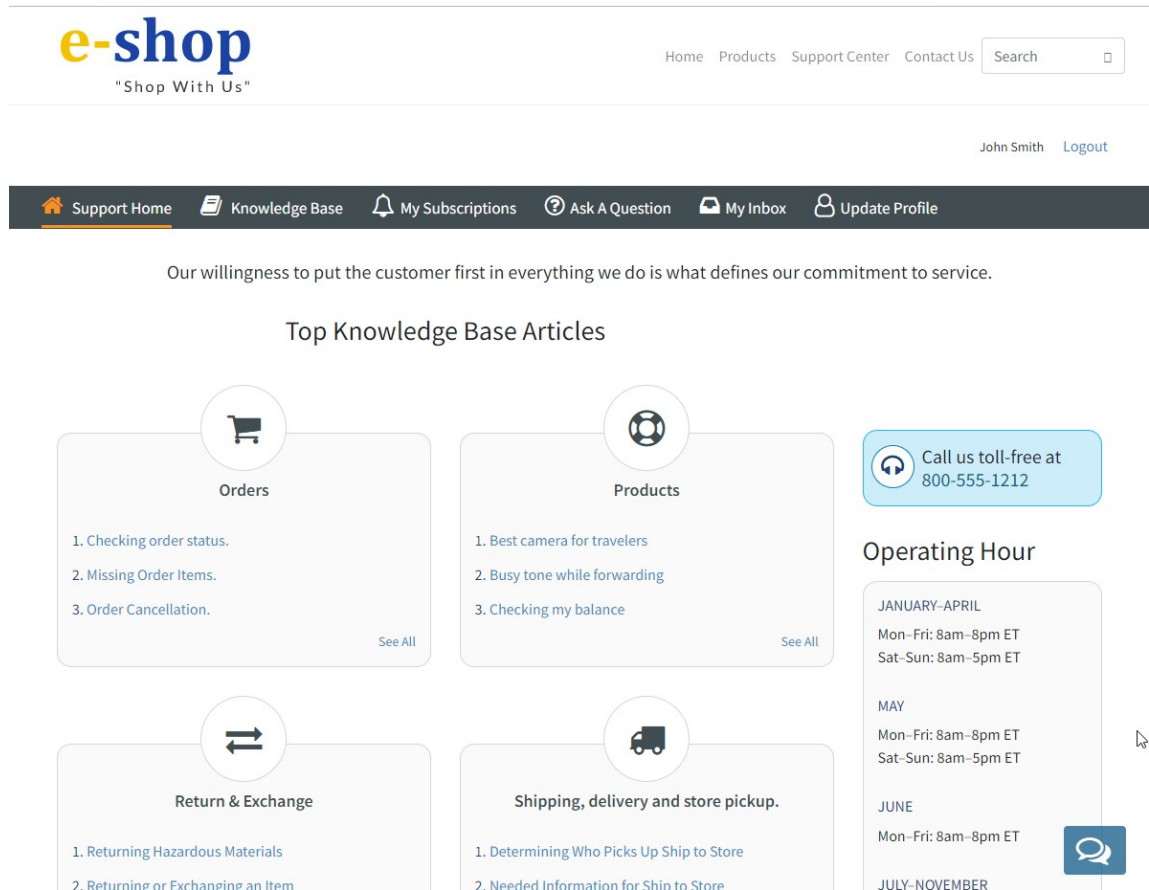 e-shop
"Shop With Us"
Home Products Support Center Contact Us Search
John Smith Logout
Support Home Knowledge Base My Subscriptions Ask A Question My Inbox Update Profile
Our willingness to put the customer first in everything we do is what defines our commitment to service.
Top Knowledge Base Articles
Orders
1. Checking order status.
2. Missing Order Items.
3. Order Cancellation.
See All
Products
1. Best camera for travelers
2. Busy tone while forwarding
3. Checking my balance
See All
Call us toll-free at
800-555-1212
Operating Hour
JANUARY–APRIL
Mon–Fri: 8am–8pm ET
Sat–Sun: 8am–5pm ET
MAY
Mon–Fri: 8am–8pm ET
Sat–Sun: 8am–5pm ET
JUNE
Mon–Fri: 8am–8pm ET
JULY–NOVEMBER
Return & Exchange
1. Returning Hazardous Materials
2. Returning or Exchanging an Item
Shipping, delivery and store pickup.
1. Determining Who Picks Up Ship to Store
2. Needed Information for Ship to Store